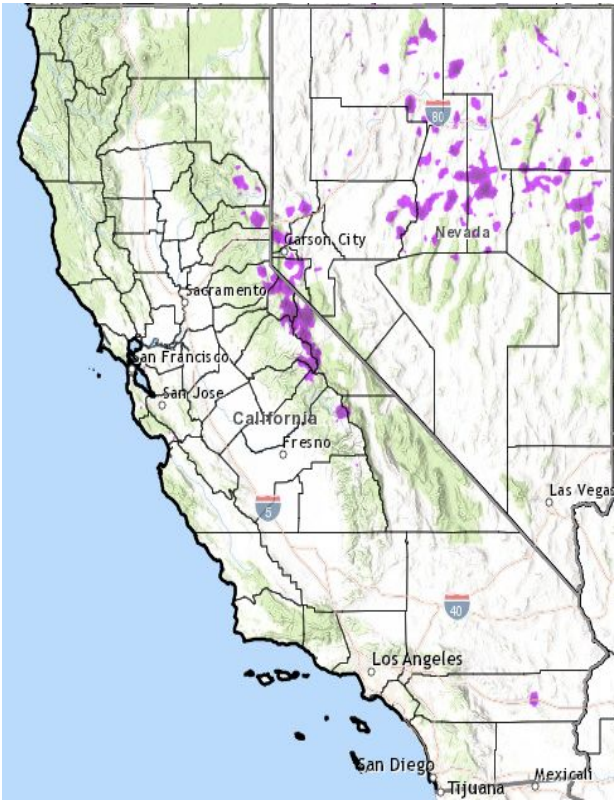 80
Nevada
Carson City
Sacramento
San Francisco
San Jose
California
Fresno
5
Las Vegas
40
Los Angeles
San Diego
Tijuana
Mexicali